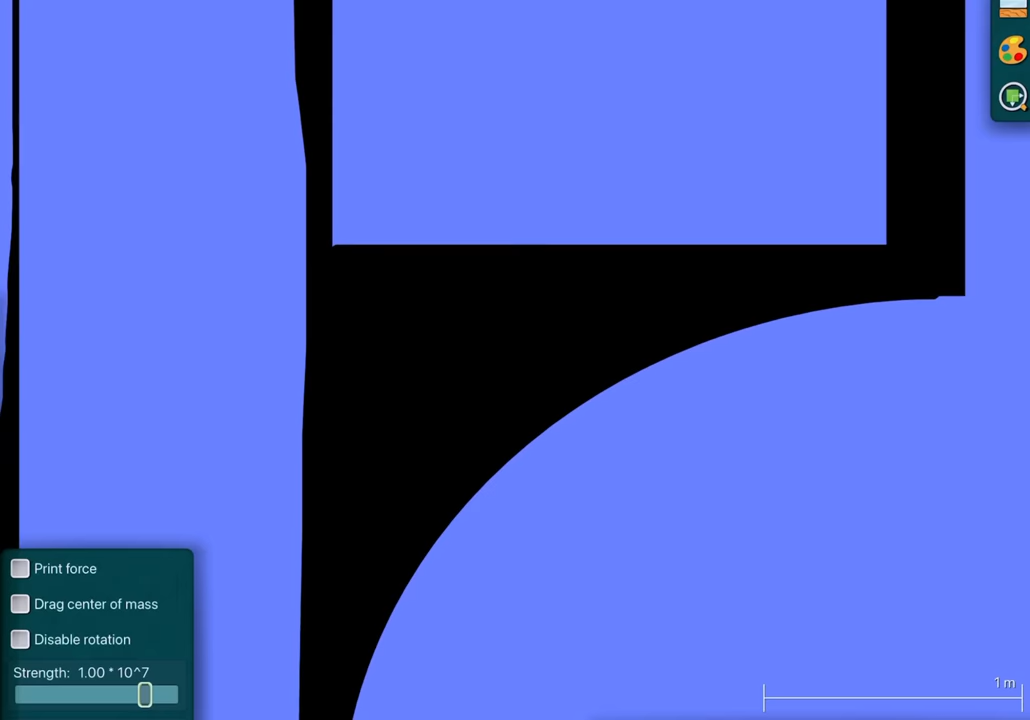 Print force
Drag center of mass
Disable rotation
Strength: 1.00 * 10^7
1 m